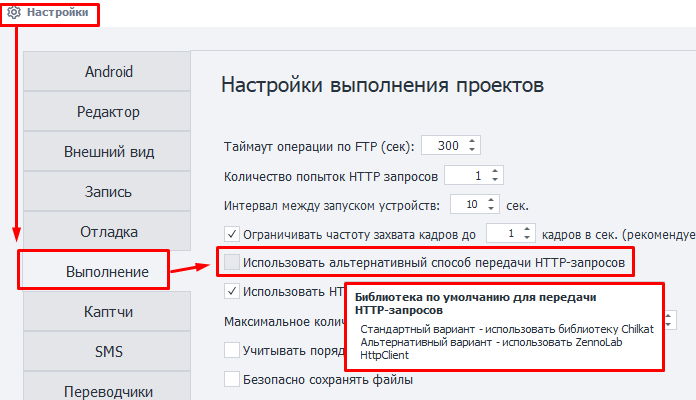 Настройки
Android
Редактор
Внешний вид
Запись
Отладка
Выполнение
Каптчи
SMS
Переводчики
Настройки выполнения проектов
Таймаут операции по FTP (сек): 300
Количество попыток HTTP запросов 1
Интервал между запуском устройств: 10 сек.
Ограничивать частоту захвата кадров до 1 кадров в сек. (рекомендуе
Использовать альтернативный способ передачи HTTP-запросов
Использовать HT
Библиотека по умолчанию для передачи
HTTP-запросов
Стандартный вариант - использовать библиотеку Chilkat
Альтернативный вариант - использовать ZennoLab
HttpClient
Максимальное колич
Учитывать поряд
Безопасно сохранять файлы